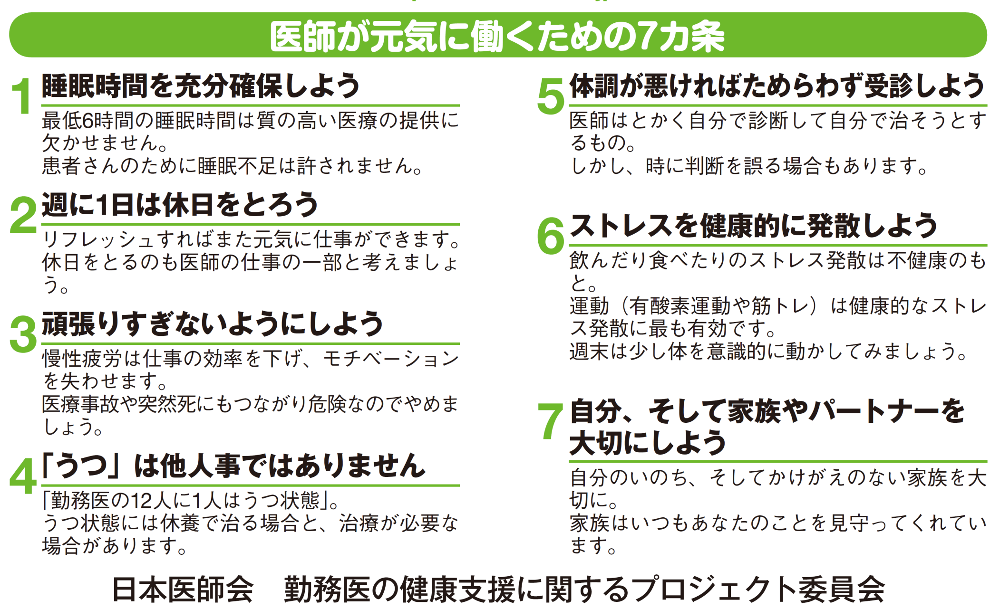 医師が元気に働くための7カ条
1 睡眠時間を充分確保しよう
最低6時間の睡眠時間は質の高い医療の提供に
欠かせません。
患者さんのために睡眠不足は許されません。
2 週に1日は休日をとろう
リフレッシュすればまた元気に仕事ができます。
休日をとるのも医師の仕事の一部と考えましょ
う。
3 頑張りすぎないようにしよう
慢性疲労は仕事の効率を下げ、モチベーション
を失わせます。
医療事故や突然死にもつながり危険なのでやめま
しょう。
4 「うつ」は他人事ではありません
「勤務医の12人に1人はうつ状態」。
うつ状態には休養で治る場合と、治療が必要な
場合があります。
5 体調が悪ければためらわず受診しよう
医師はとかく自分で診断して自分で治そうとす
るもの。
しかし、時に判断を誤る場合もあります。
6 ストレスを健康的に発散しよう
飲んだり食べたりのストレス発散は不健康のも
と。
運動（有酸素運動や筋トレ）は健康的なストレ
ス発散に最も有効です。
週末は少し体を意識的に動かしてみましょう。
7 自分、そして家族やパートナーを
大切にしよう
自分のいのち、そしてかけがえのない家族を大
切に。
家族はいつもあなたのことを見守ってくれてい
ます。
日本医師会　勤務医の健康支援に関するプロジェクト委員会